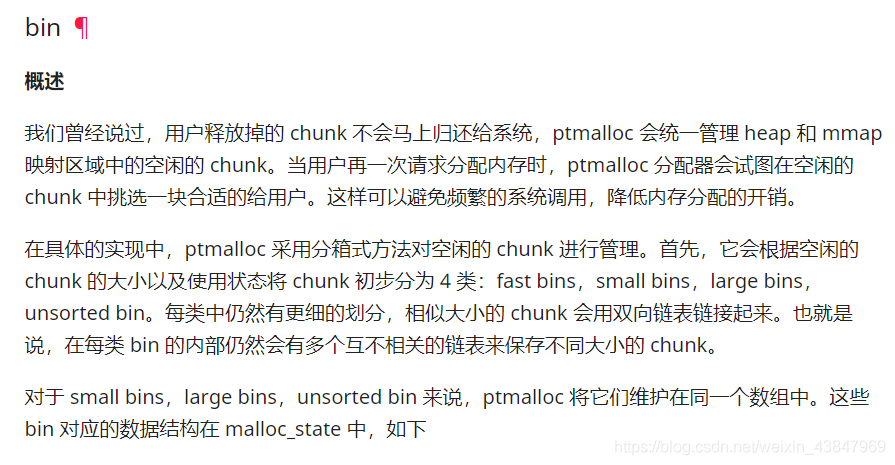 bin ¶
概述
我们曾经说过，用户释放掉的 chunk 不会马上归还给系统，ptmalloc 会统一管理 heap 和 mmap
映射区域中的空闲的 chunk。当用户再一次请求分配内存时，ptmalloc 分配器会试图在空闲的
chunk 中挑选一块合适的给用户。这样可以避免频繁的系统调用，降低内存分配的开销。
在具体的实现中，ptmalloc 采用分箱式方法对空闲的 chunk 进行管理。首先，它会根据空闲的
chunk 的大小以及使用状态将 chunk 初步分为 4 类：fast bins，small bins，large bins，
unsorted bin。每类中仍然有更细的划分，相似大小的 chunk 会用双向链表链接起来。也就是
说，在每类 bin 的内部仍然会有多个互不相关的链表来保存不同大小的 chunk。
对于 small bins，large bins，unsorted bin 来说，ptmalloc 将它们维护在同一个数组中。这些
bin 对应的数据结构在 malloc_state 中，如下
https://blog.csdn.net/weixin_43847969